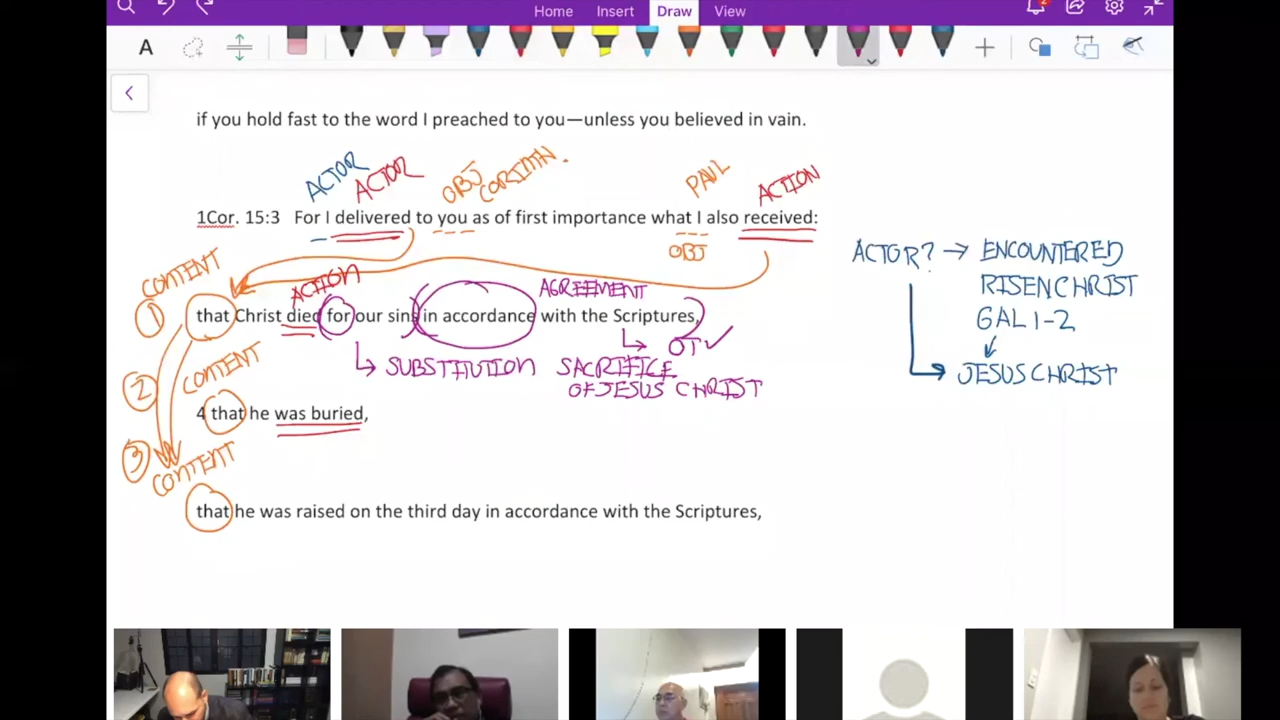 Home Insert Draw View
A
if you hold fast to the word I preached to you—unless you believed in vain.
ACTOR ACTOR OBJ CORINTH. PAUL ACTION
1Cor. 15:3 For I delivered to you as of first importance what I also received:
OBJ
ACTOR? → ENCOUNTERED
RISEN CHRIST
GAL 1-2
JESUS CHRIST
CONTENT ACTION AGREEMENT
1 that Christ died for our sins in accordance with the Scriptures,
SUBSTITUTION OT ✓
SACRIFICE
OF JESUS CHRIST
2 CONTENT
4 that he was buried,
3 CONTENT
that he was raised on the third day in accordance with the Scriptures,